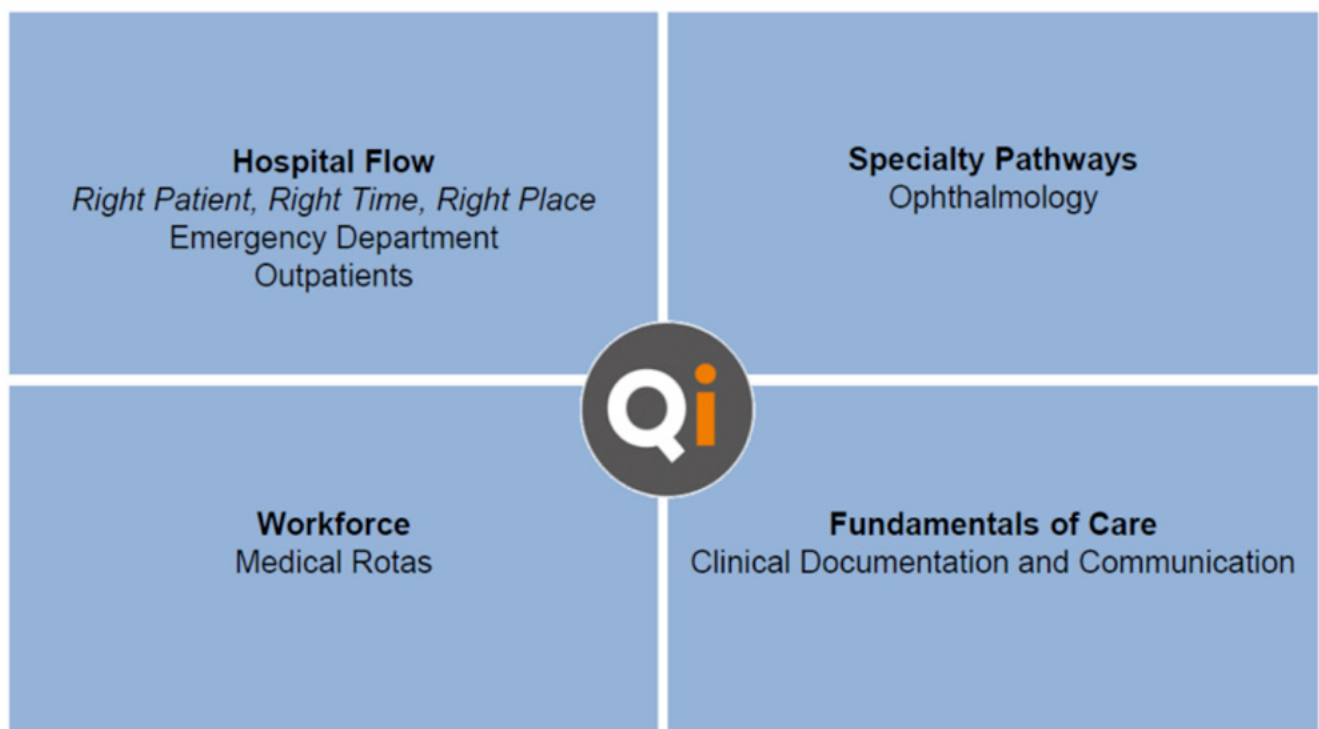 Hospital Flow
Right Patient, Right Time, Right Place
Emergency Department
Outpatients
Specialty Pathways
Ophthalmology
Qi
Workforce
Medical Rotas
Fundamentals of Care
Clinical Documentation and Communication